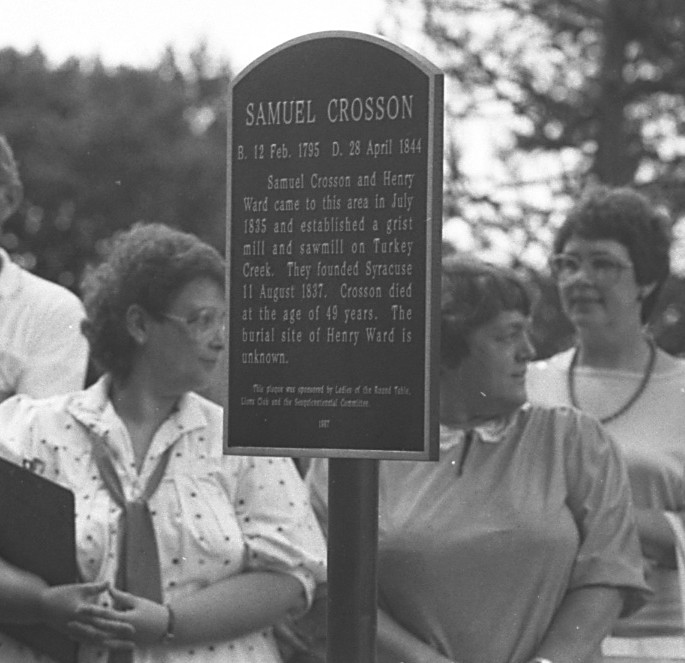 SAMUEL CROSSON
B. 12 Feb. 1795 D. 28 April 1844
Samuel Crosson and Henry
Ward came to this area in July
1835 and established a grist
mill and sawmill on Turkey
Creek. They founded Syracuse
11 August 1837. Crosson died
at the age of 49 years. The
burial site of Henry Ward is
unknown.
This plaque was sponsored by Ladies of the Round Table,
Lions Club and the Sesquicentennial Committee.
1987